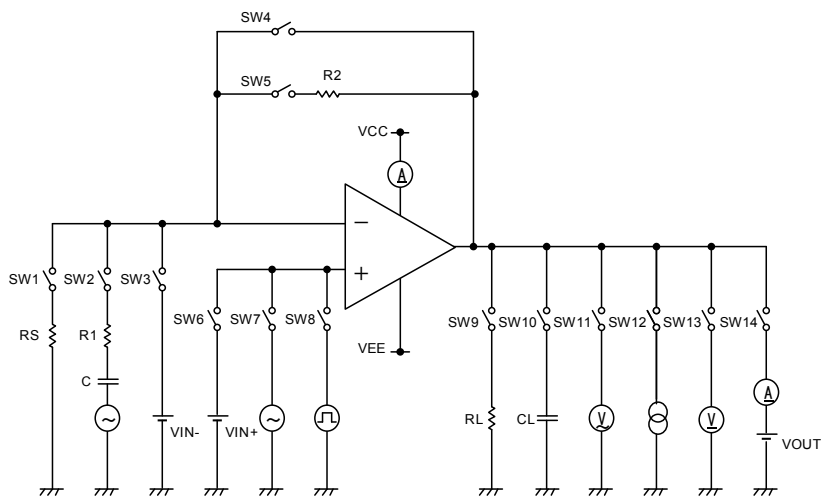 SW4
SW5
R2
VCC
A
−
+
SW1
SW2
SW3
SW6
SW7
SW8
SW9
SW10
SW11
SW12
SW13
SW14
RS
R1
C
VEE
VIN-
VIN+
RL
CL
V
V
A
VOUT